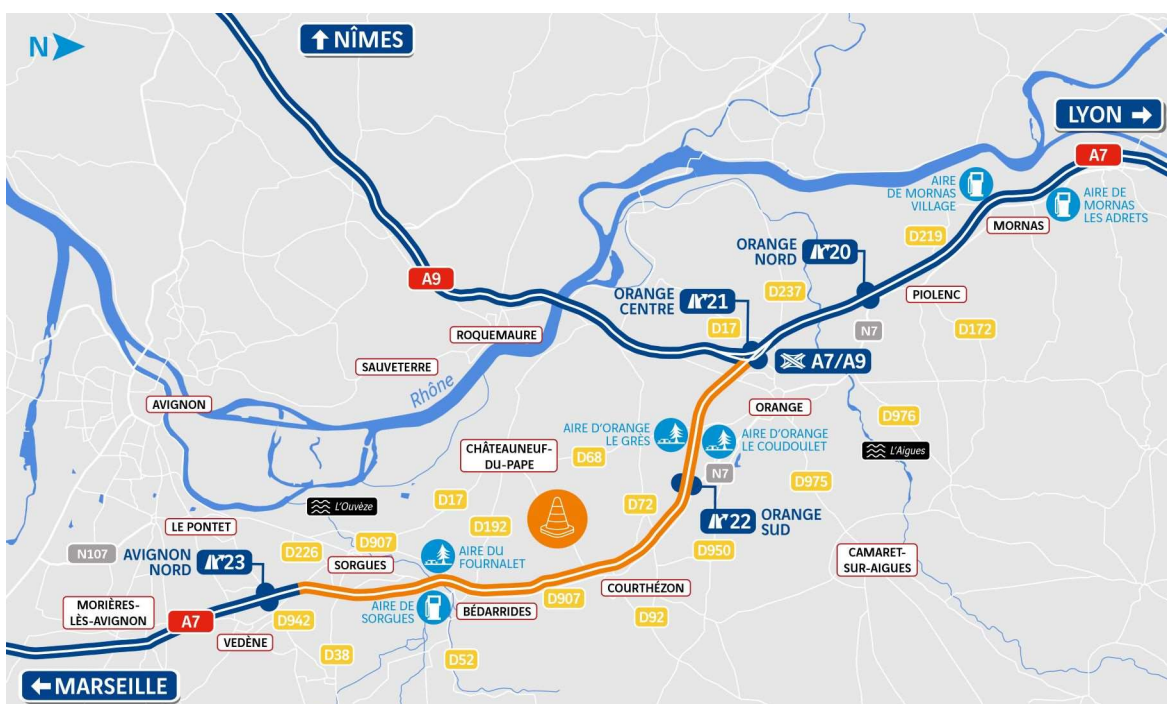 N
↑ NÎMES
LYON →
A7
AIRE
DE MORNAS
VILLAGE
AIRE DE
MORNAS
LES ADRETS
MORNAS
D219
ORANGE
NORD
20
A9
ORANGE
CENTRE
21
D237
PIOLENC
D17
N7
D172
ROQUEMAURE
A7/A9
SAUVETERRE
Rhône
AVIGNON
ORANGE
D976
AIRE D'ORANGE
LE GRÈS
AIRE D'ORANGE
LE COUDOULET
L'Aigues
CHÂTEAUNEUF-
DU-PAPE
D68
N7
D975
L'Ouvèze
D17
D72
22
ORANGE
SUD
LE PONTET
D192
D907
D226
N107
AVIGNON
NORD
23
SORGUES
AIRE DU
FOURNALET
D950
CAMARET-
SUR-AIGUES
COURTHÉZON
D907
MORIÈRES-
LÈS-AVIGNON
A7
D942
AIRE DE
SORGUES
BÉDARRIDES
D92
VEDÈNE
D38
D52
← MARSEILLE